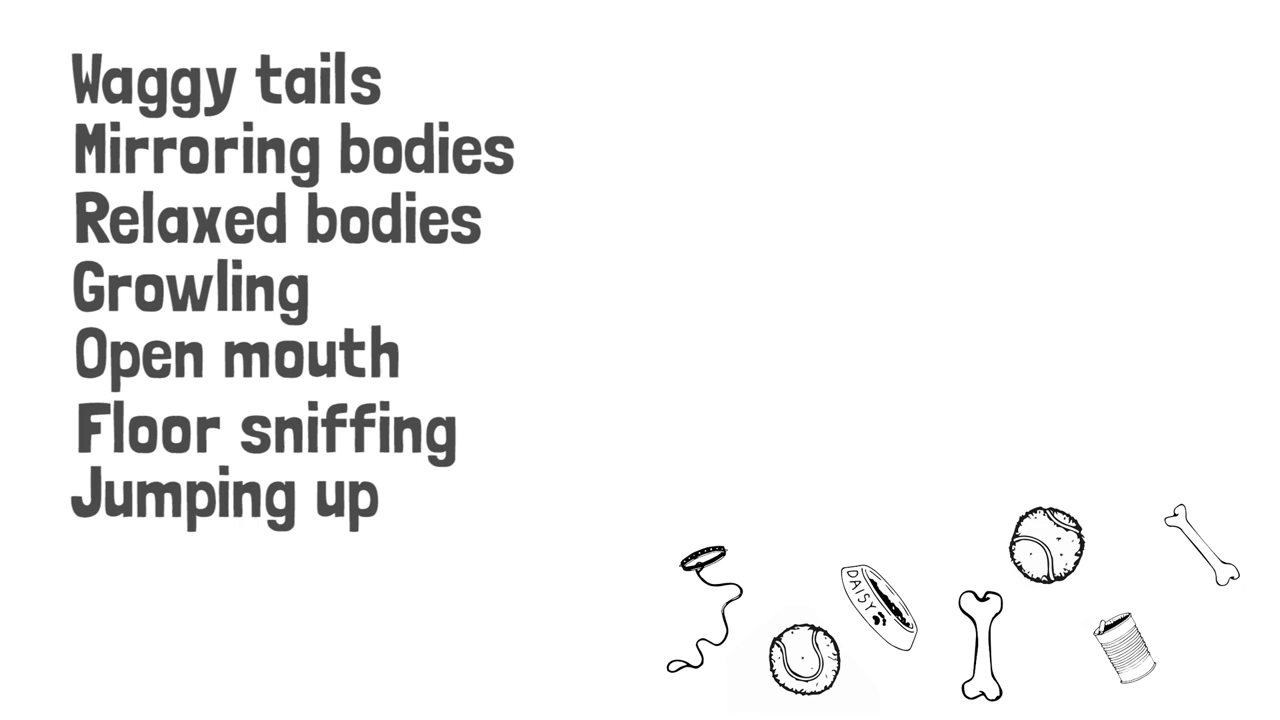 Waggy tails
Mirroring bodies
Relaxed bodies
Growling
Open mouth
Floor sniffing
Jumping up
DAISY